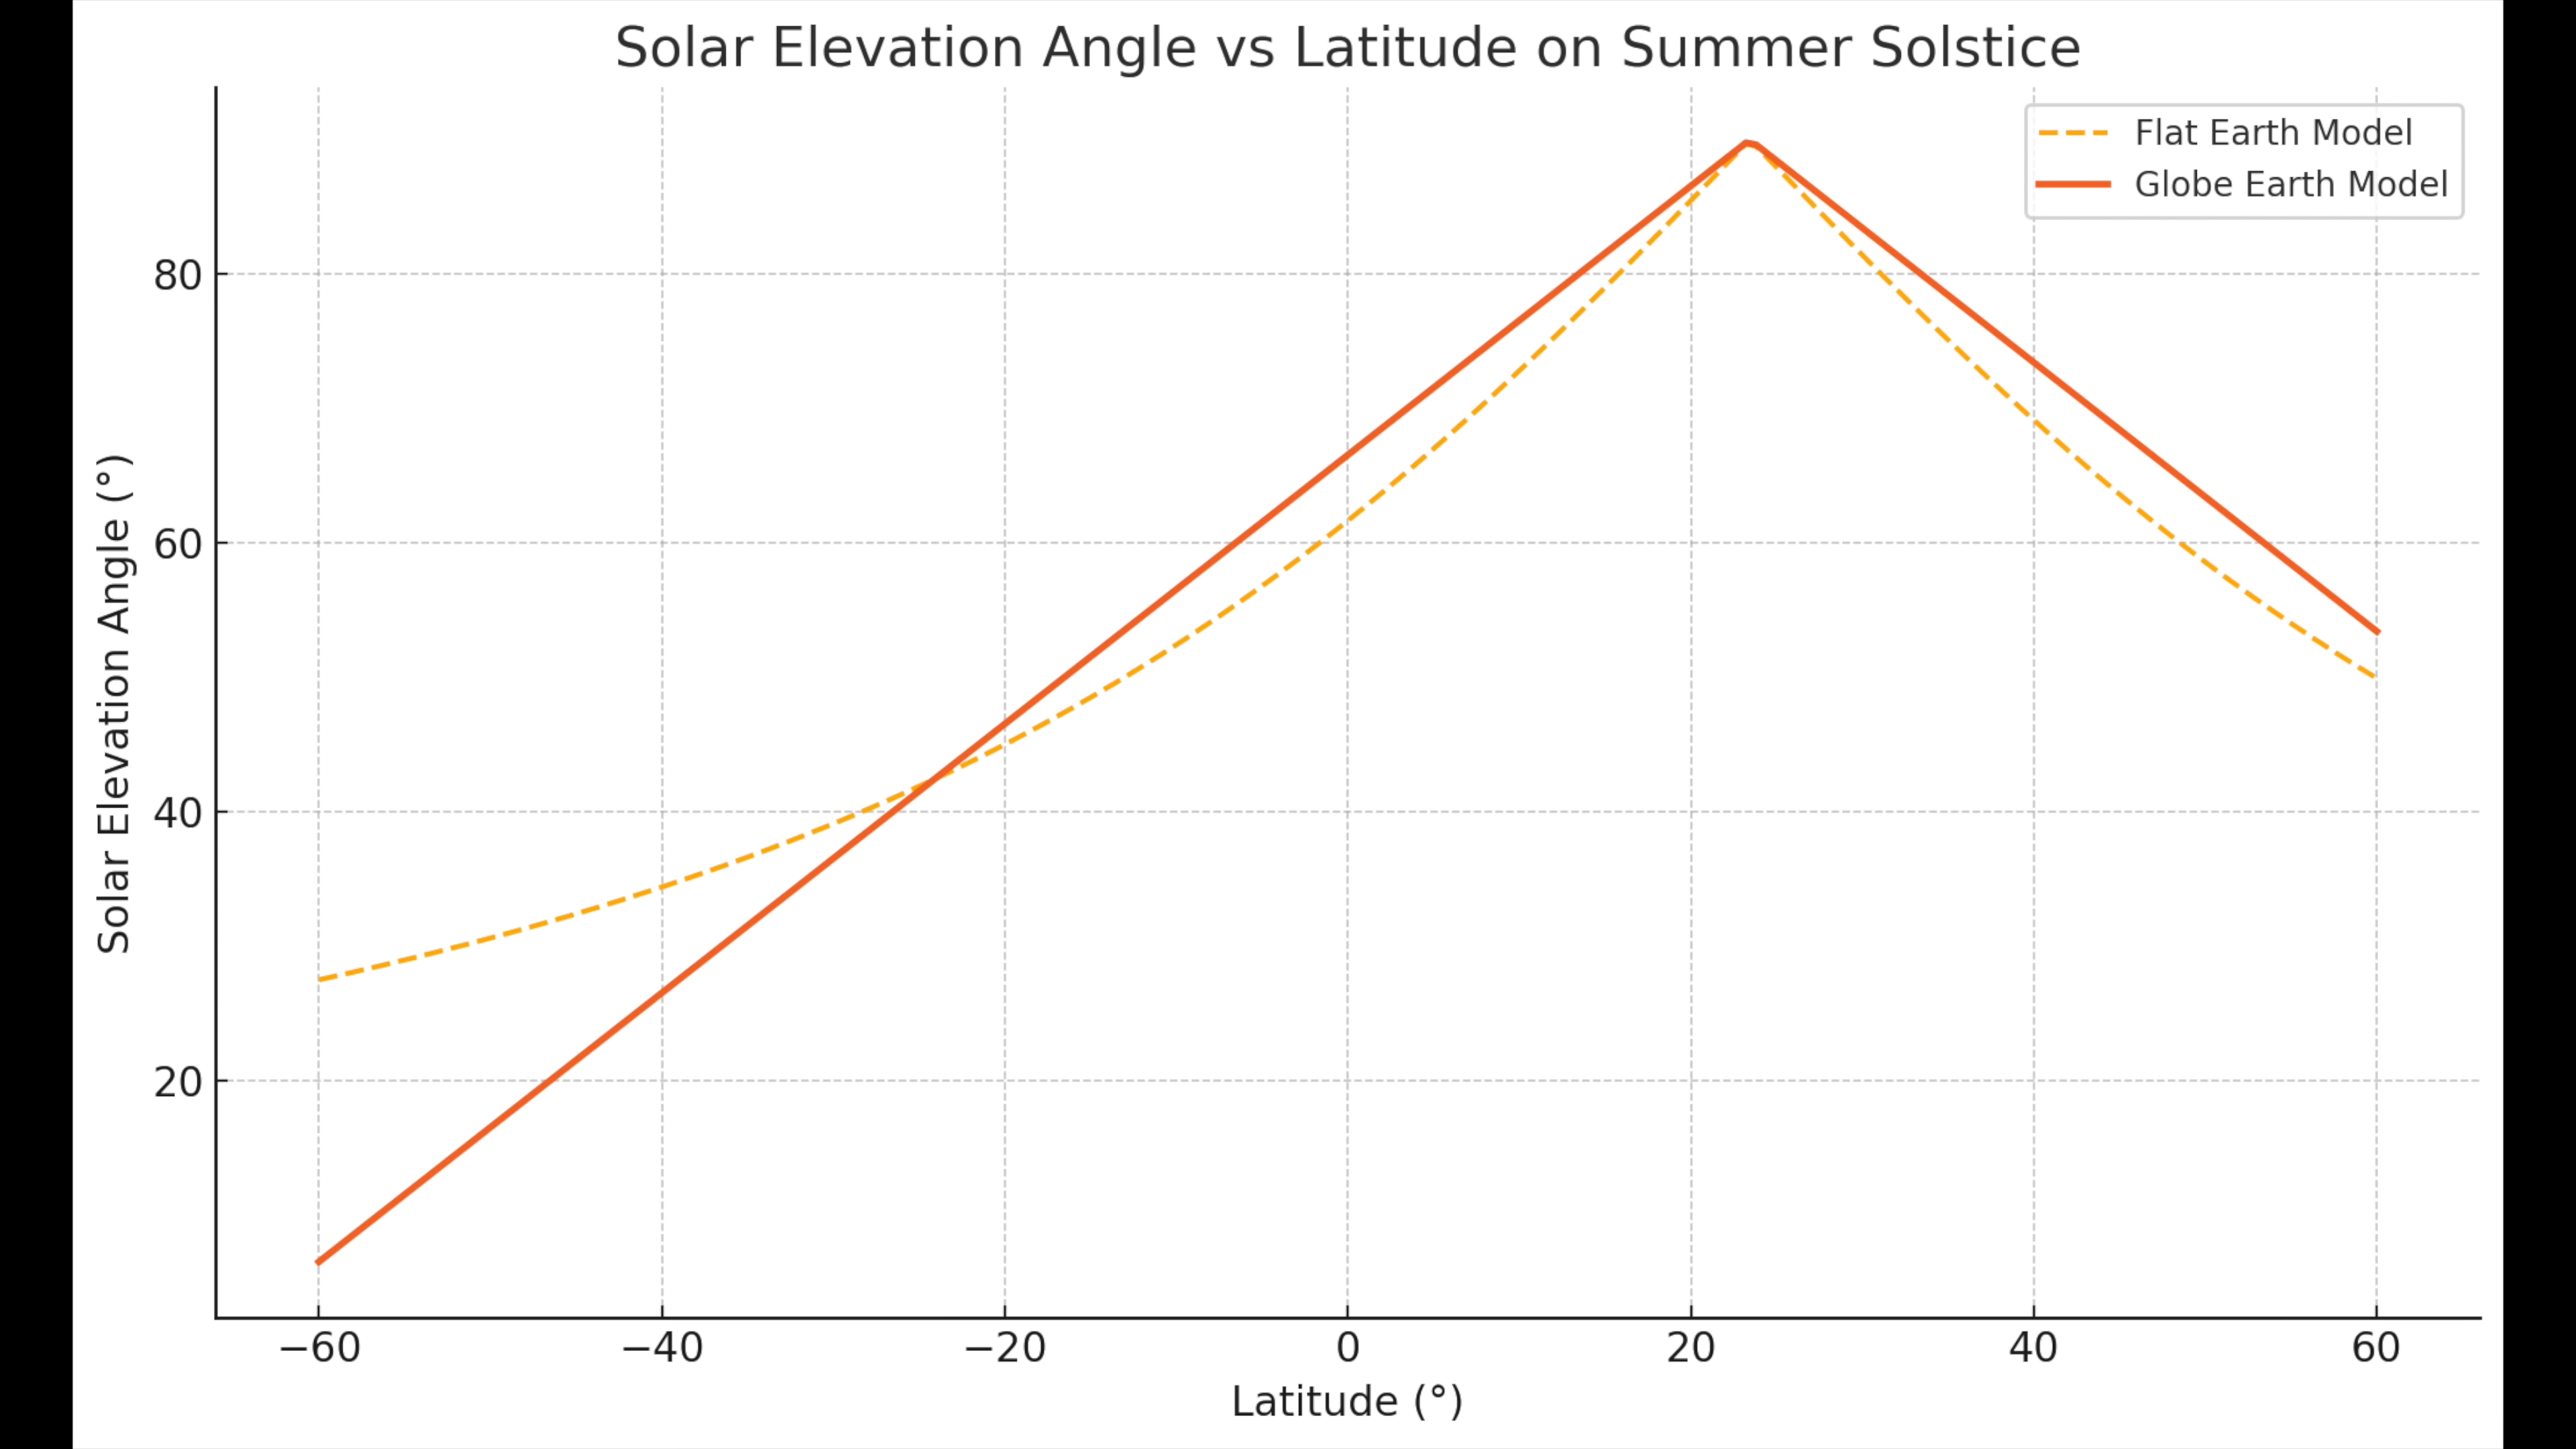 Solar Elevation Angle vs Latitude on Summer Solstice
Flat Earth Model
Globe Earth Model
Solar Elevation Angle (°)
80
60
40
20
−60 −40 −20 0 20 40 60
Latitude (°)